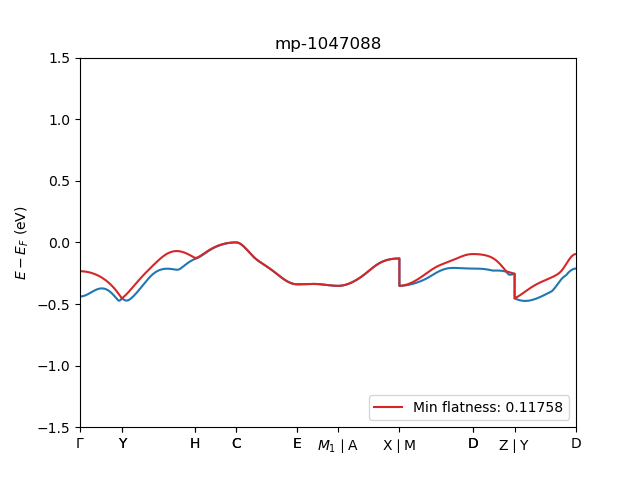 mp-1047088
E − E_F (eV)
1.5
1.0
0.5
0.0
−0.5
−1.0
−1.5
Min flatness: 0.11758
Γ Y H C E M_1 | A X | M D Z | Y D